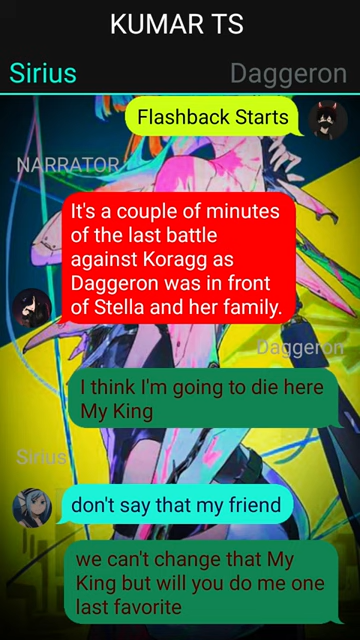 KUMAR TS
Sirius
Daggeron
Flashback Starts
NARRATOR
It's a couple of minutes
of the last battle
against Koragg as
Daggeron was in front
of Stella and her family.
Daggeron
I think I'm going to die here
My King
Sirius
don't say that my friend
we can't change that My
King but will you do me one
last favorite